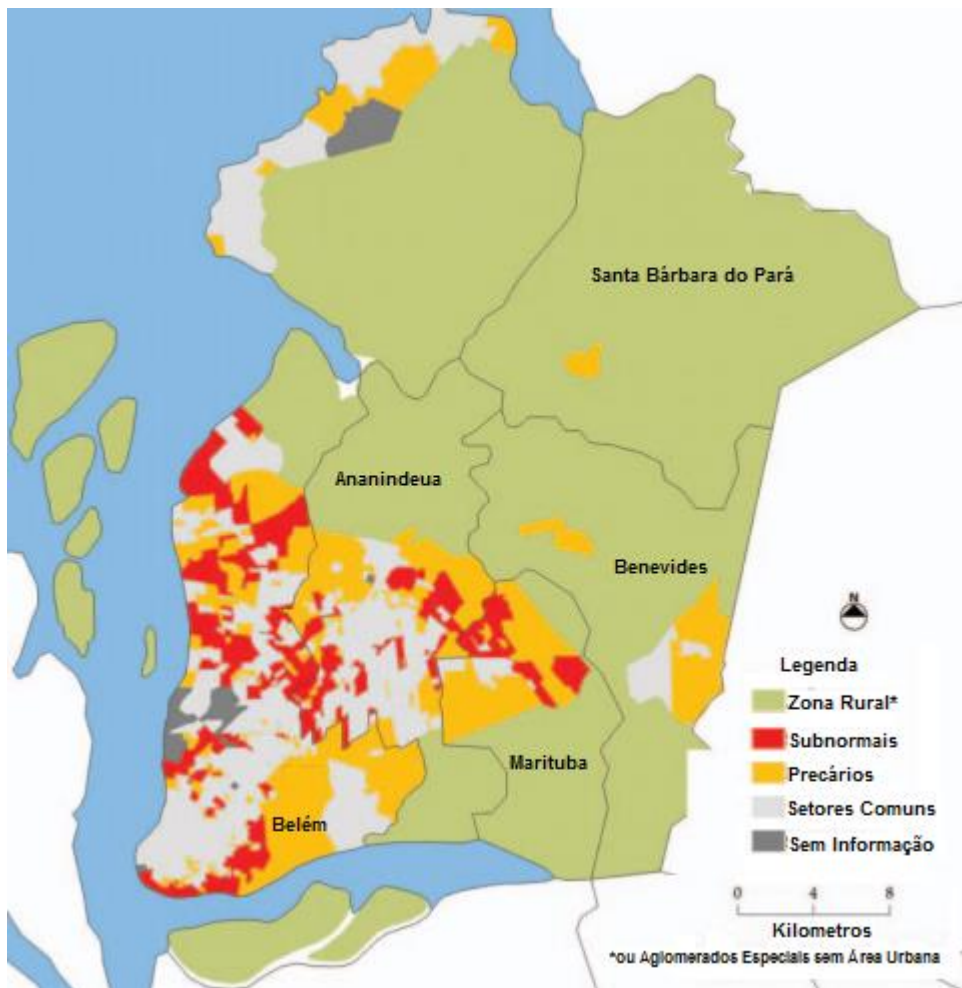 Santa Bárbara do Pará
Ananindeua
Benevides
Marituba
Belém
N
Legenda
Zona Rural*
Subnormais
Precários
Setores Comuns
Sem Informação
0 4 8
Kilometros
*ou Aglomerados Especiais sem Área Urbana